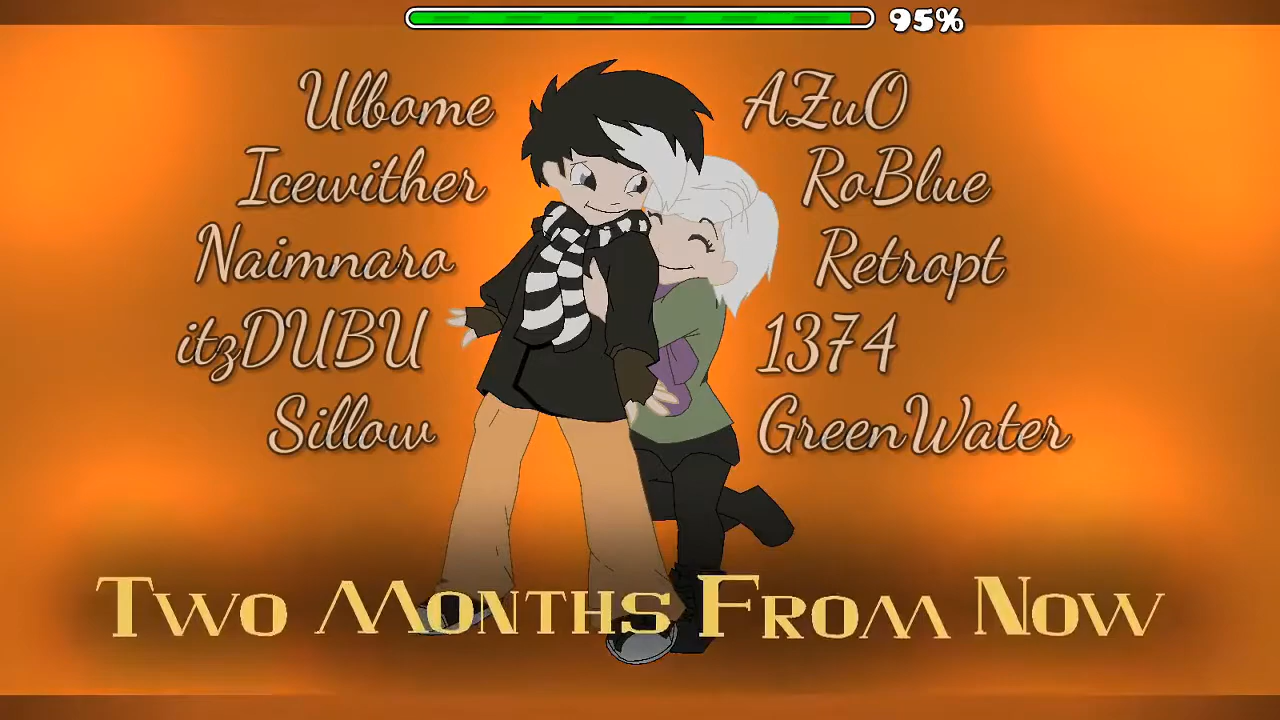 95%
Ulbome
AZuO
Icewither
RoBlue
Naimnaro
Retropt
itzDUBU
1374
Sillow
GreenWater
Two Months From Now